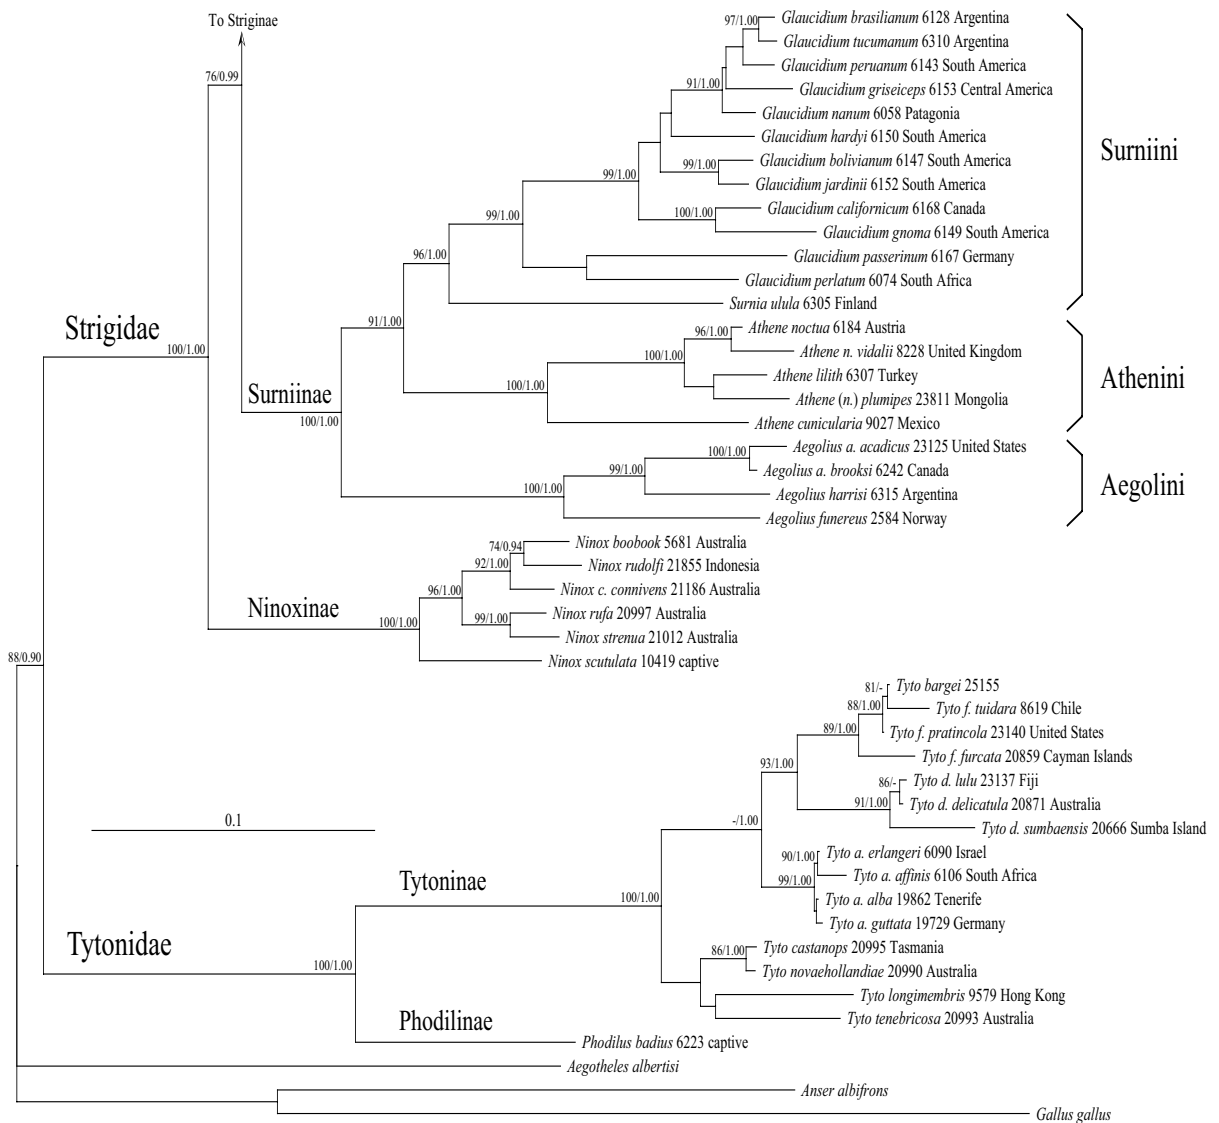 To Striginae
97/1.00
Glaucidium brasilianum 6128 Argentina
Glaucidium tucumanum 6310 Argentina
76/0.99
Glaucidium peruanum 6143 South America
91/1.00
Glaucidium griseiceps 6153 Central America
Glaucidium nanum 6058 Patagonia
Glaucidium hardyi 6150 South America
Surniini
Glaucidium bolivianum 6147 South America
99/1.00
99/1.00
Glaucidium jardinii 6152 South America
Glaucidium californicum 6168 Canada
99/1.00
100/1.00
Glaucidium gnoma 6149 South America
96/1.00
Glaucidium passerinum 6167 Germany
Glaucidium perlatum 6074 South Africa
Surnia ulula 6305 Finland
Strigidae
91/1.00
96/1.00
Athene noctua 6184 Austria
100/1.00
100/1.00
Athene n. vidalii 8228 United Kingdom
Athene lilith 6307 Turkey
Athenini
Surniinae
100/1.00
Athene (n.) plumipes 23811 Mongolia
100/1.00
Athene cunicularia 9027 Mexico
100/1.00
Aegolius a. acadicus 23125 United States
99/1.00
Aegolius a. brooksi 6242 Canada
Aegolini
100/1.00
Aegolius harrisi 6315 Argentina
Aegolius funereus 2584 Norway
74/0.94
Ninox boobook 5681 Australia
92/1.00
Ninox rudolfi 21855 Indonesia
96/1.00
Ninox c. connivens 21186 Australia
Ninoxinae
100/1.00
99/1.00
Ninox rufa 20997 Australia
Ninox strenua 21012 Australia
88/0.90
Ninox scutulata 10419 captive
81/-
Tyto bargei 25155
88/1.00
Tyto f. tuidara 8619 Chile
89/1.00
Tyto f. pratincola 23140 United States
Tyto f. furcata 20859 Cayman Islands
93/1.00
86/-
Tyto d. lulu 23137 Fiji
91/1.00
Tyto d. delicatula 20871 Australia
0.1
-/1.00
Tyto d. sumbaensis 20666 Sumba Island
90/1.00
Tyto a. erlangeri 6090 Israel
99/1.00
Tyto a. affinis 6106 South Africa
Tytoninae
100/1.00
Tyto a. alba 19862 Tenerife
Tyto a. guttata 19729 Germany
Tytonidae
100/1.00
86/1.00
Tyto castanops 20995 Tasmania
Tyto novaehollandiae 20990 Australia
Tyto longimembris 9579 Hong Kong
Phodilinae
Tyto tenebricosa 20993 Australia
Phodilus badius 6223 captive
Aegotheles albertisi
Anser albifrons
Gallus gallus